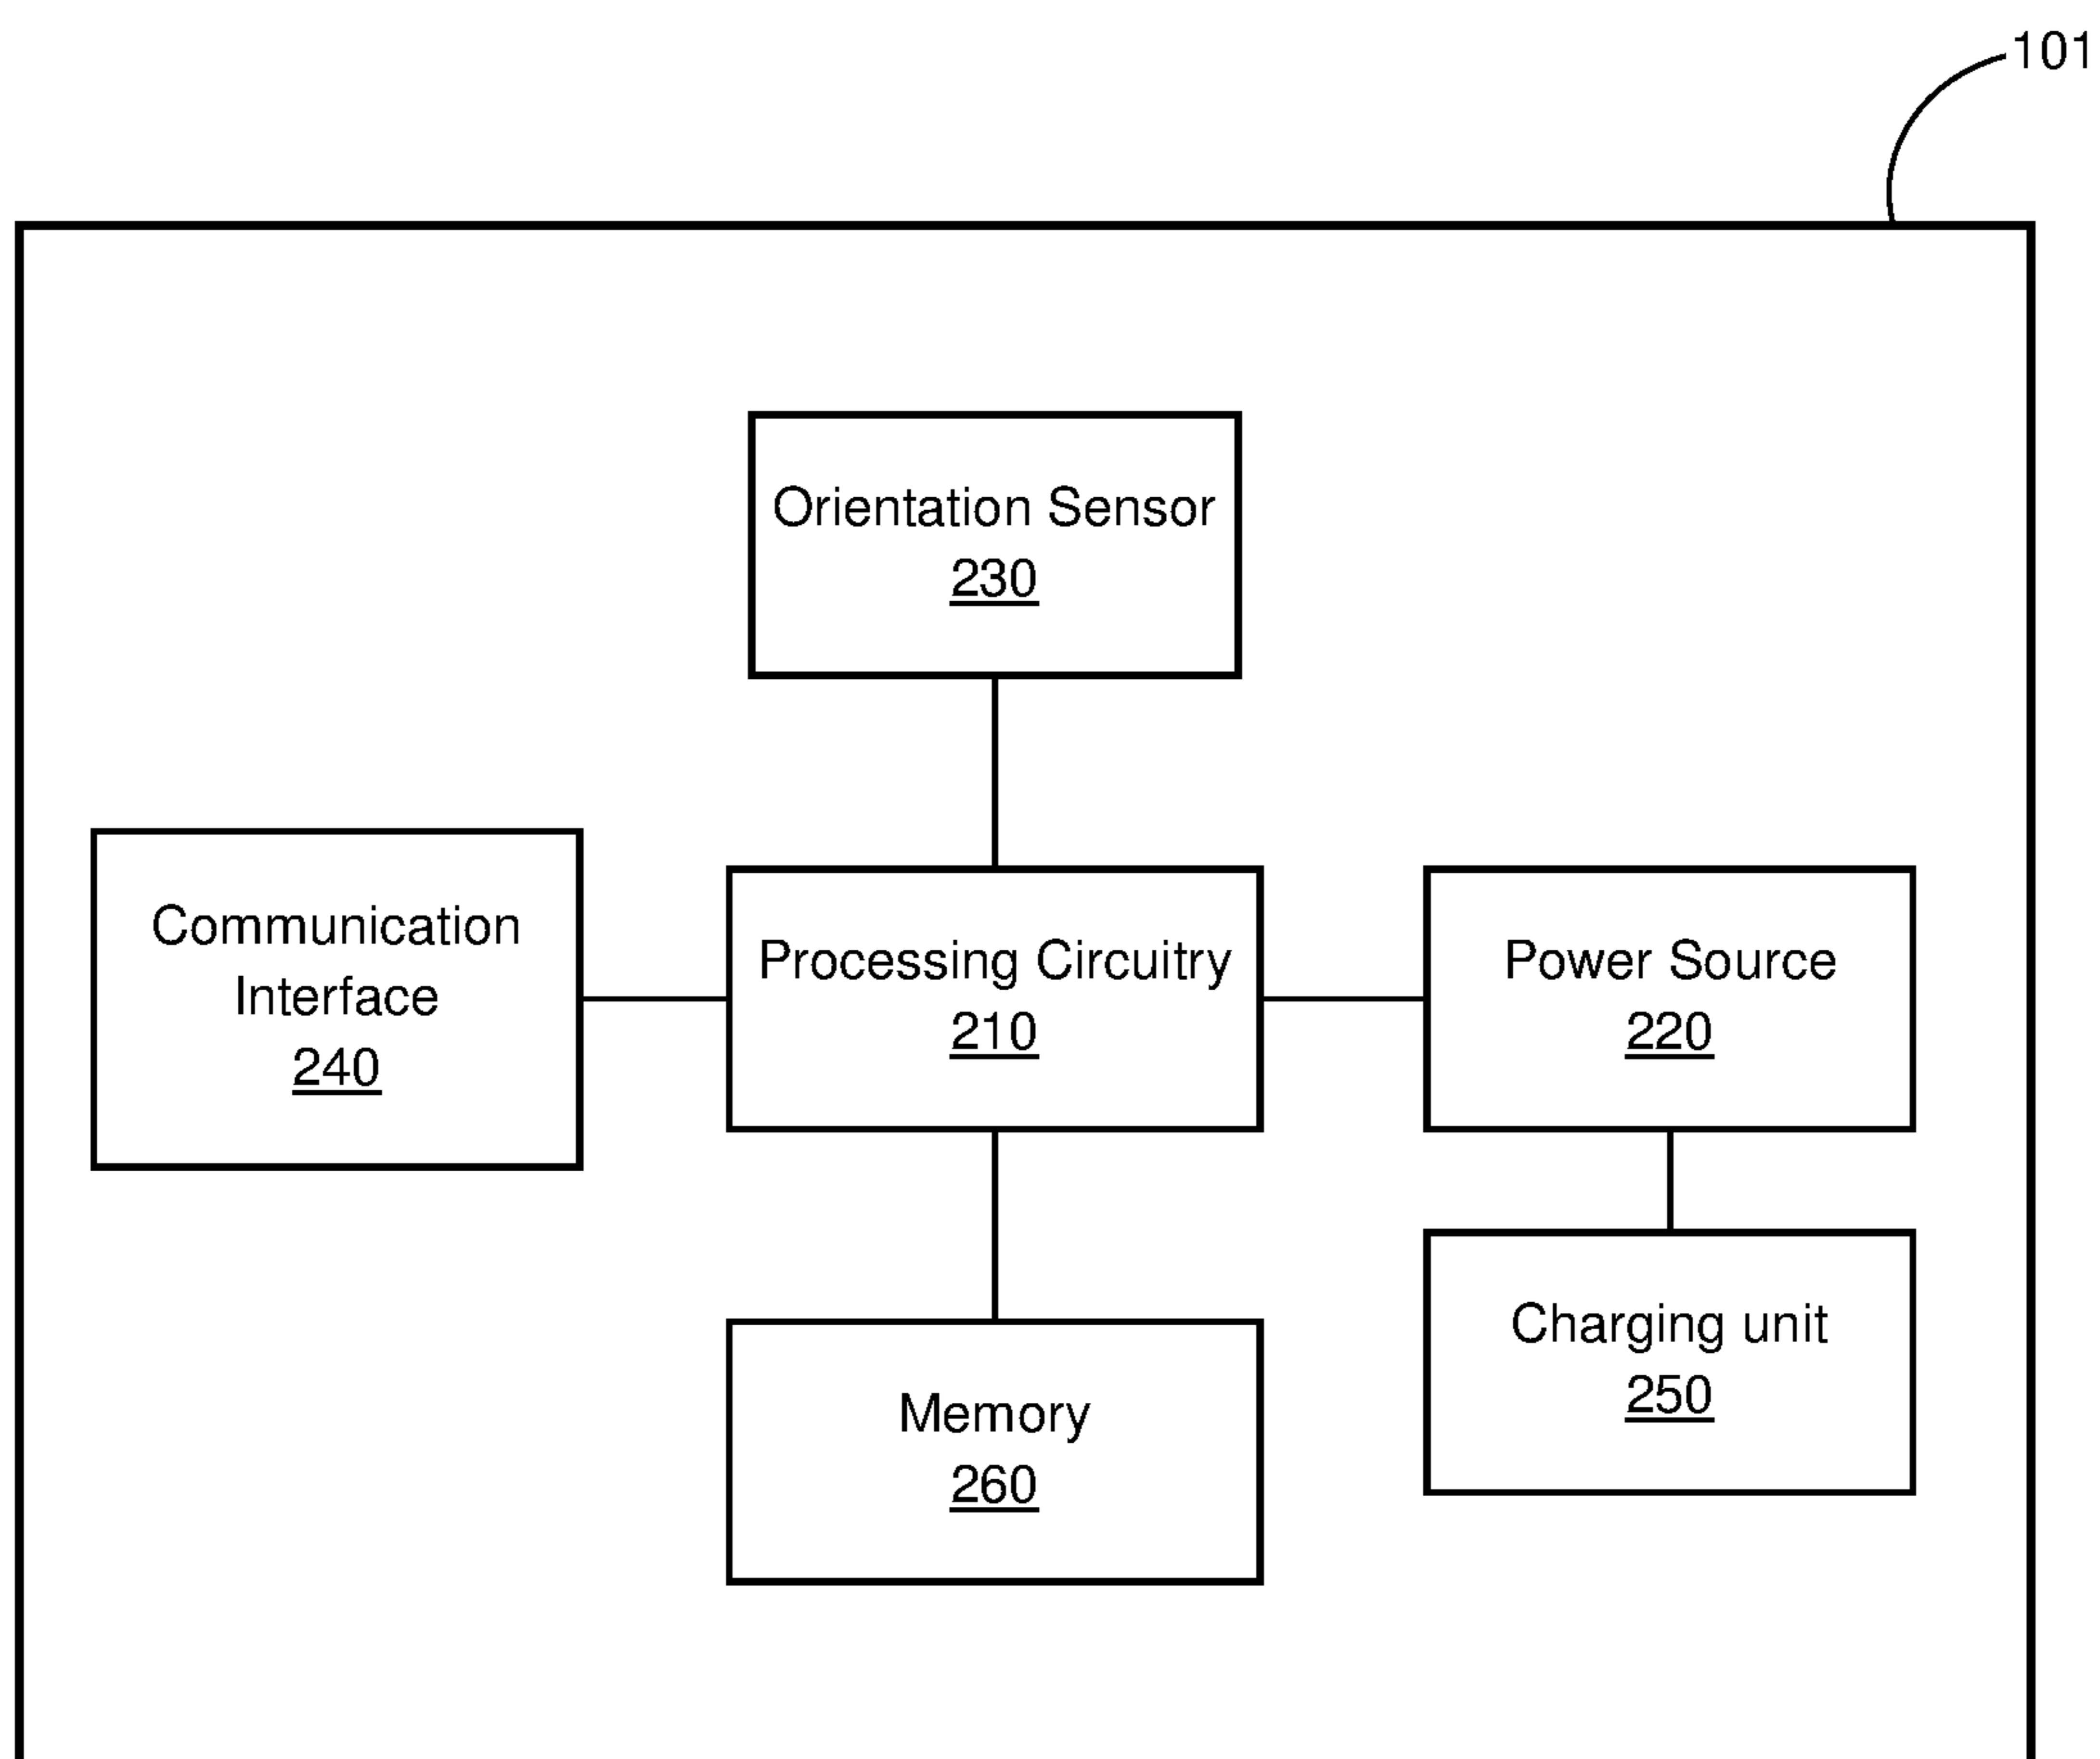 101
Orientation Sensor
230
Communication
Interface
240
Processing Circuitry
210
Power Source
220
Charging unit
250
Memory
260